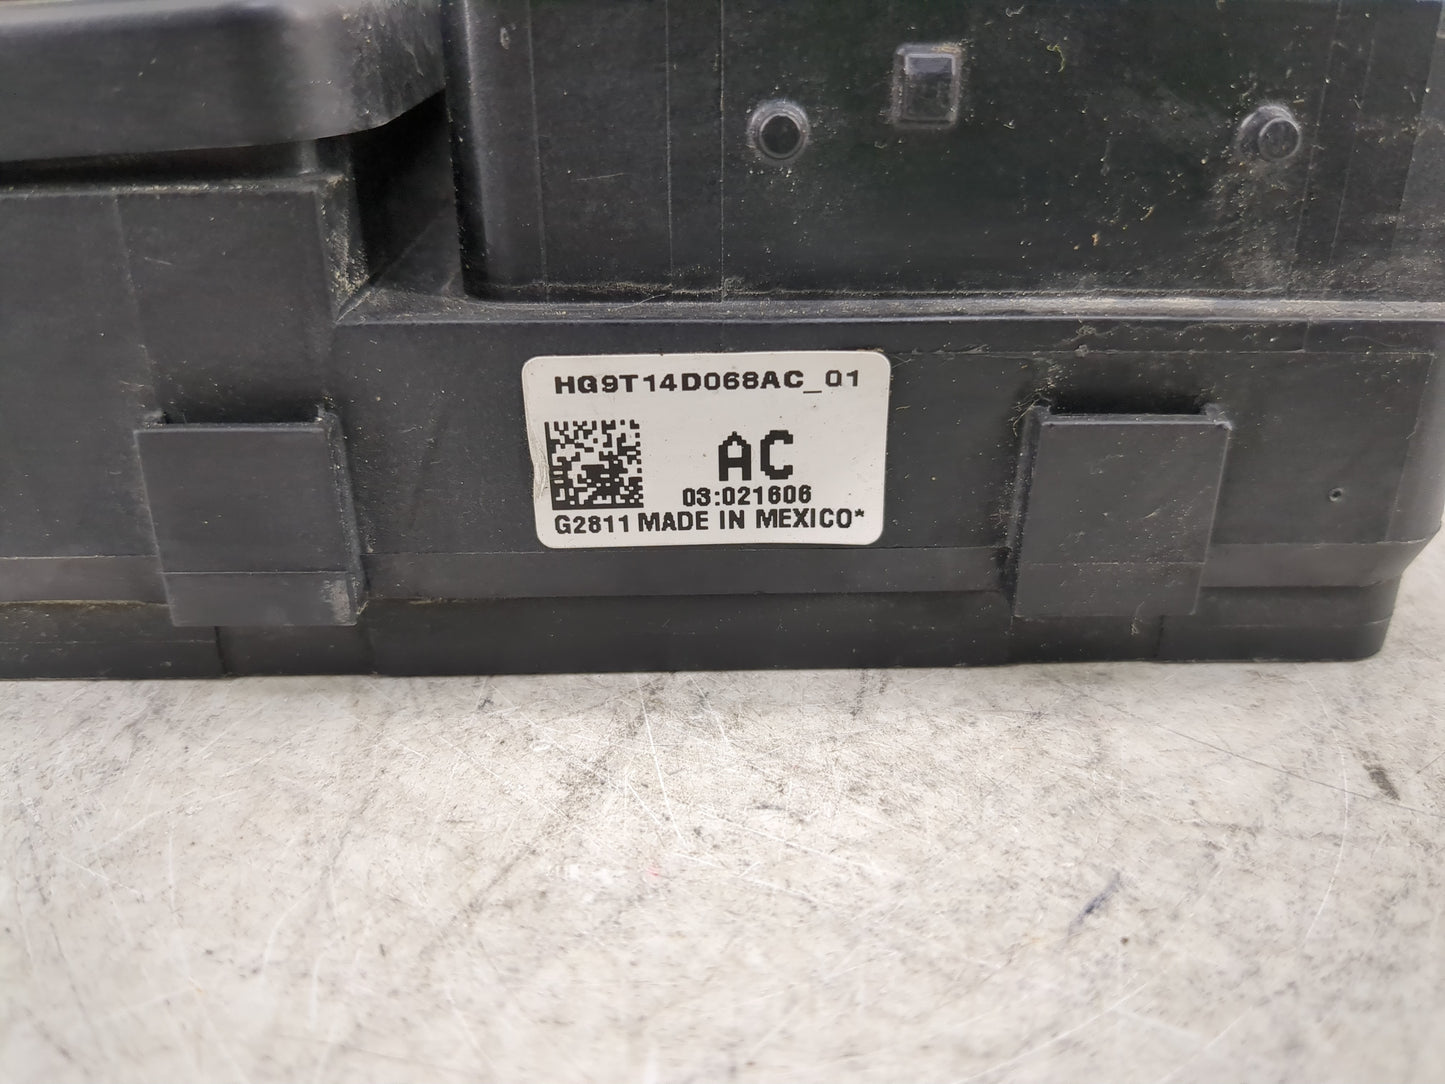 HG9T14D068AC_01
AC
03:021606
G2811 MADE IN MEXICO*